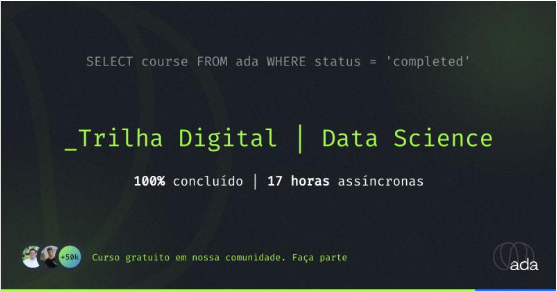 SELECT course FROM ada WHERE status = 'completed'
_Trilha Digital | Data Science
100% concluído | 17 horas assíncronas
+50k Curso gratuito em nossa comunidade. Faça parte
ada